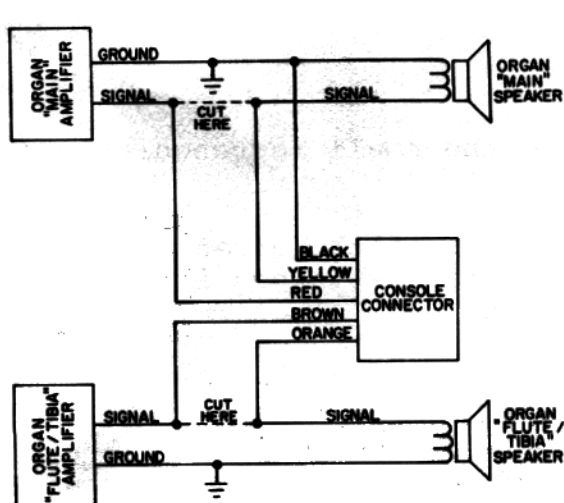 ORGAN
"MAIN"
AMPLIFIER
GROUND
SIGNAL
CUT
HERE
SIGNAL
ORGAN
"MAIN"
SPEAKER
BLACK
YELLOW
RED
BROWN
ORANGE
CONSOLE
CONNECTOR
ORGAN
"FLUTE/TIBIA"
AMPLIFIER
SIGNAL
GROUND
CUT
HERE
SIGNAL
ORGAN
"FLUTE/
TIBIA"
SPEAKER